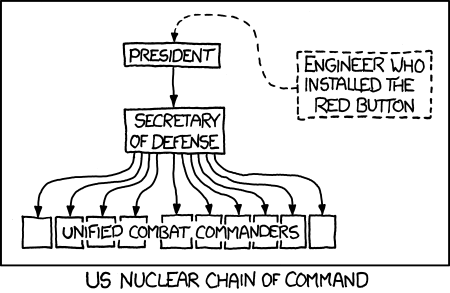 PRESIDENT
ENGINEER WHO
INSTALLED THE
RED BUTTON
SECRETARY
OF DEFENSE
UNIFIED COMBAT COMMANDERS
US NUCLEAR CHAIN OF COMMAND